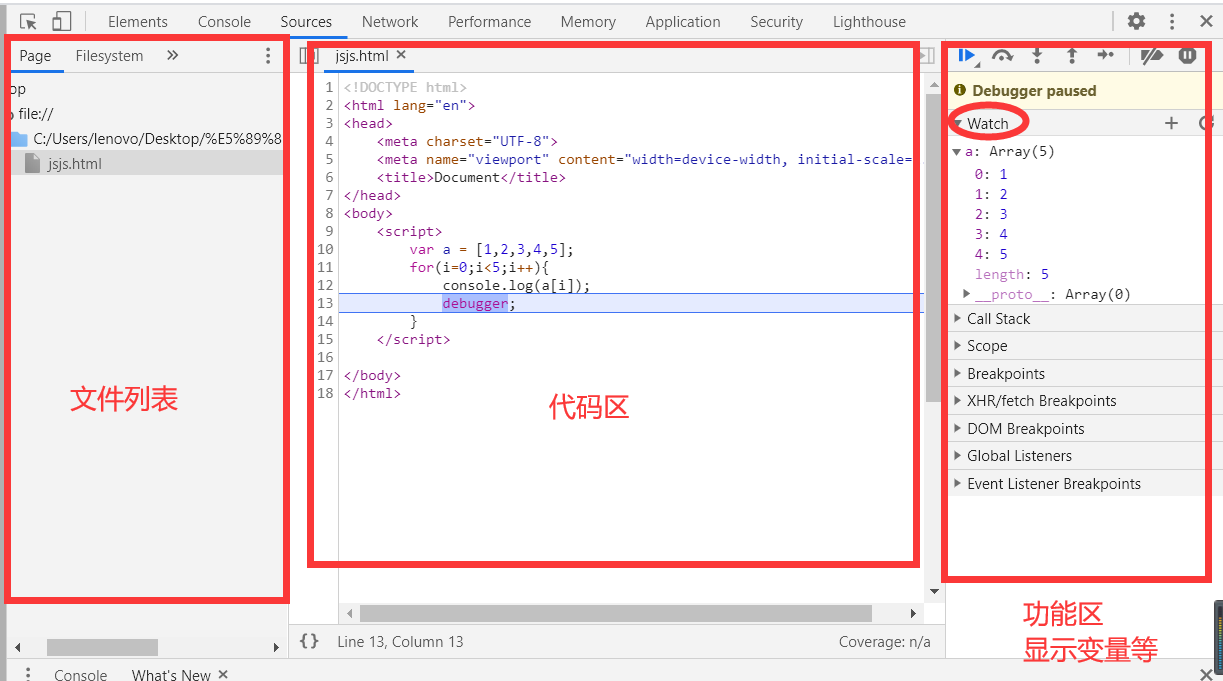 Elements Console Sources Network Performance Memory Application Security Lighthouse
Page Filesystem »
op
file://
C:/Users/lenovo/Desktop/%E5%89%8
jsjs.html
文件列表
jsjs.html ×
1 <!DOCTYPE html>
2 <html lang="en">
3 <head>
4 <meta charset="UTF-8">
5 <meta name="viewport" content="width=device-width, initial-scale=
6 <title>Document</title>
7 </head>
8 <body>
9 <script>
10 var a = [1,2,3,4,5];
11 for(i=0;i<5;i++){
12 console.log(a[i]);
13 debugger;
14 }
15 </script>
16
17 </body>
18 </html>
代码区
{} Line 13, Column 13 Coverage: n/a
Debugger paused
Watch
a: Array(5)
0: 1
1: 2
2: 3
3: 4
4: 5
length: 5
__proto__: Array(0)
Call Stack
Scope
Breakpoints
XHR/fetch Breakpoints
DOM Breakpoints
Global Listeners
Event Listener Breakpoints
功能区
显示变量等
Console What's New ×